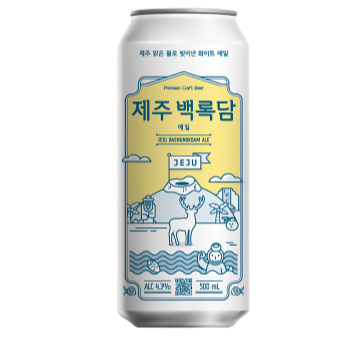 제주 맑은 물로 빚어낸 화이트 에일
Premium Craft Beer
제주 백록담
에일
JEJU BAENGNOKDAM ALE
JEJU
ALC 4.3% 500 mL